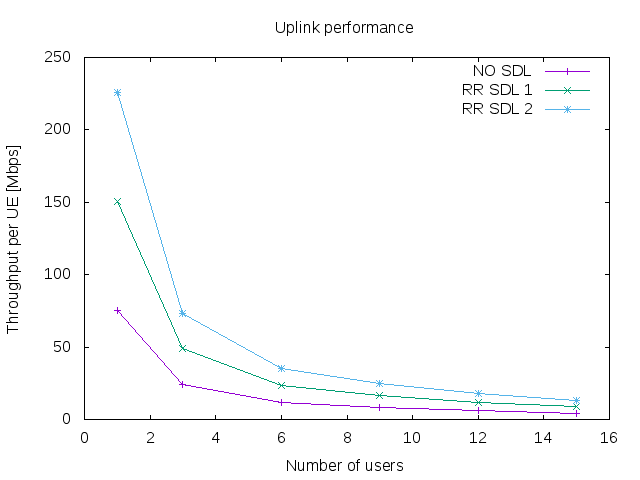 Uplink performance
250
200
150
100
50
0
Throughput per UE [Mbps]
NO SDL
RR SDL 1
RR SDL 2
0 2 4 6 8 10 12 14 16
Number of users